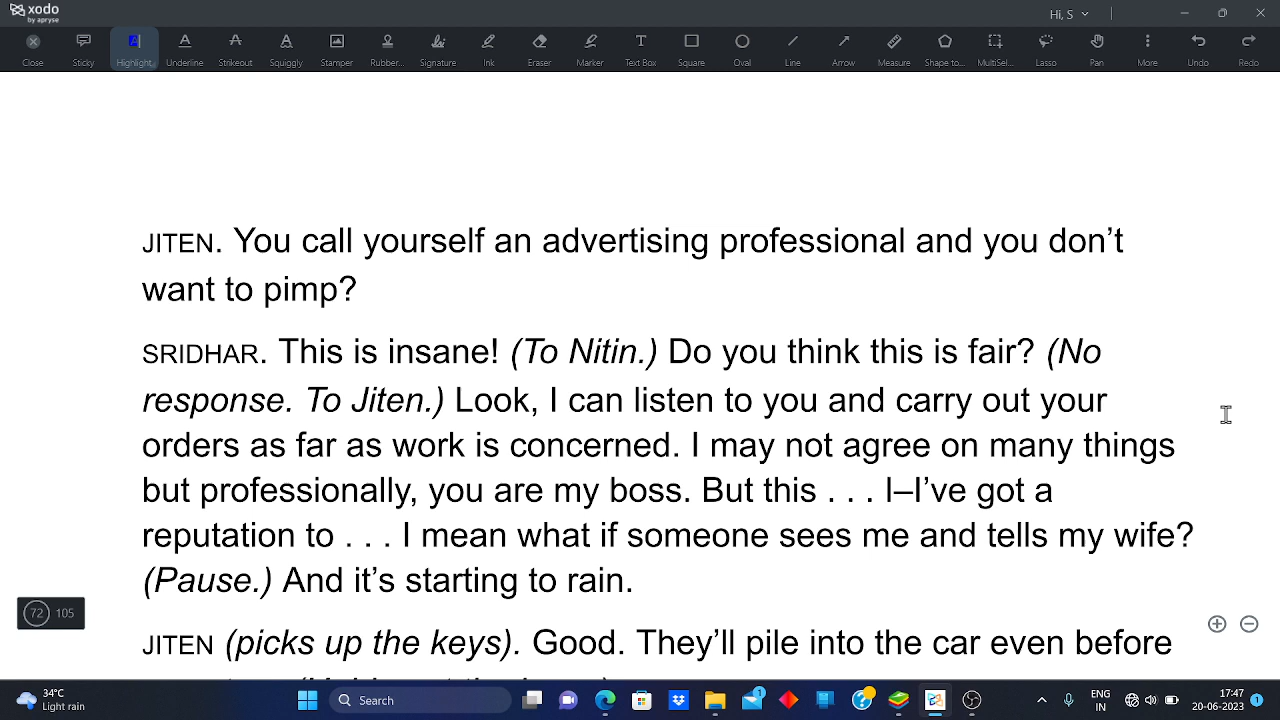 xodo
by apryse
Hi, S
Close Sticky Highlight.. Underline Strikeout Squiggly Stamper Rubber.. Signature Ink Eraser Marker Text Box Square Oval Line Arrow Measure Shape to... MultiSel... Lasso Pan More Undo Redo
JITEN. You call yourself an advertising professional and you don’t
want to pimp?
SRIDHAR. This is insane! (To Nitin.) Do you think this is fair? (No
response. To Jiten.) Look, I can listen to you and carry out your
orders as far as work is concerned. I may not agree on many things
but professionally, you are my boss. But this . . . I–I’ve got a
reputation to . . . I mean what if someone sees me and tells my wife?
(Pause.) And it’s starting to rain.
72 105
JITEN (picks up the keys). Good. They’ll pile into the car even before
34°C
Light rain
Search
1
ENG
IN
17:47
20-06-2023
1